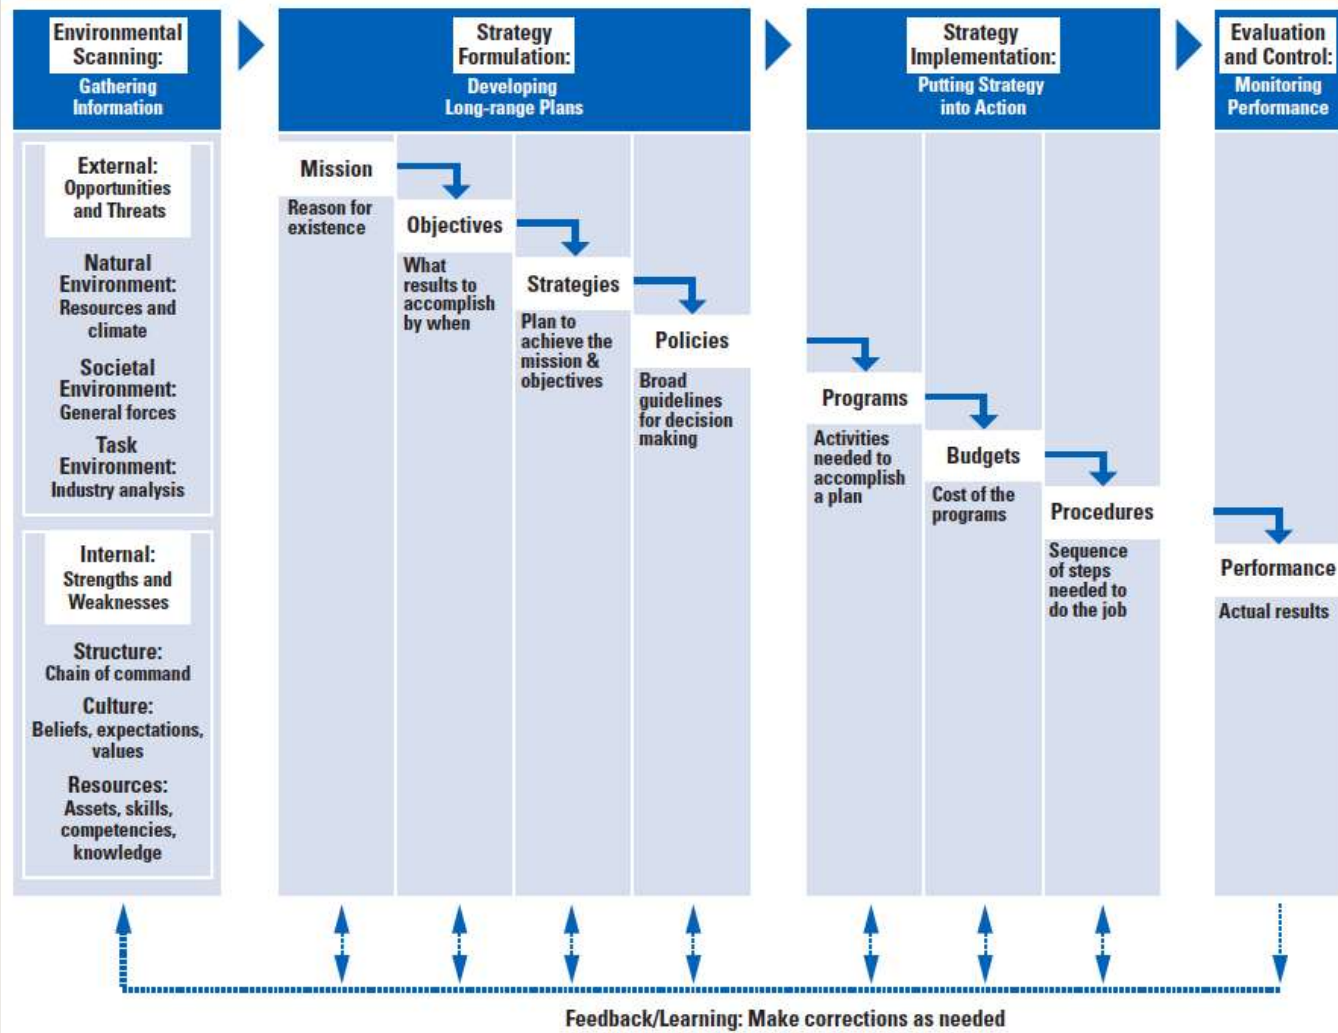 Environmental
Scanning:
Gathering
Information
External:
Opportunities
and Threats
Natural
Environment:
Resources and
climate
Societal
Environment:
General forces
Task
Environment:
Industry analysis
Internal:
Strengths and
Weaknesses
Structure:
Chain of command
Culture:
Beliefs, expectations,
values
Resources:
Assets, skills,
competencies,
knowledge
Strategy
Formulation:
Developing
Long-range Plans
Mission
Reason for
existence
Objectives
What
results to
accomplish
by when
Strategies
Plan to
achieve the
mission &
objectives
Policies
Broad
guidelines
for decision
making
Strategy
Implementation:
Putting Strategy
into Action
Programs
Activities
needed to
accomplish
a plan
Budgets
Cost of the
programs
Procedures
Sequence
of steps
needed to
do the job
Evaluation
and Control:
Monitoring
Performance
Performance
Actual results
Feedback/Learning: Make corrections as needed